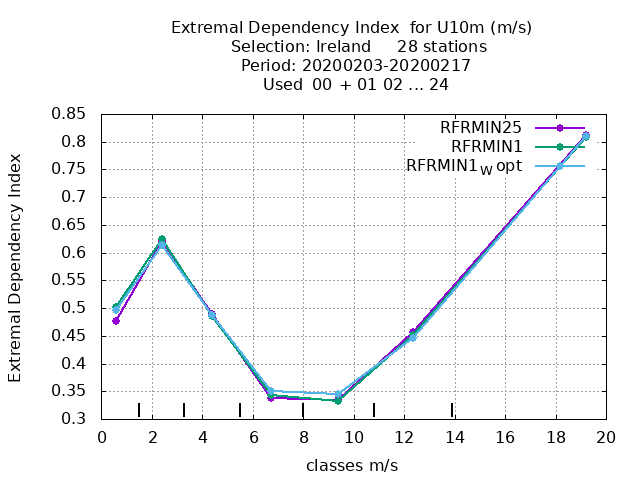 Extremal Dependency Index for U10m (m/s)
Selection: Ireland 28 stations
Period: 20200203-20200217
Used 00 + 01 02 ... 24
RFRMIN25
RFRMIN1
RFRMIN1W opt
Extremal Dependency Index
0.85
0.8
0.75
0.7
0.65
0.6
0.55
0.5
0.45
0.4
0.35
0.3
0 2 4 6 8 10 12 14 16 18 20
classes m/s